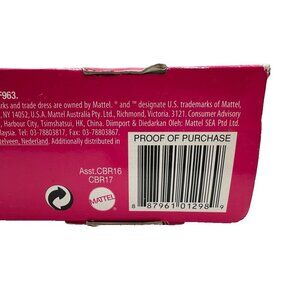 F963.
rks and trade dress are owned by Mattel. ® and ™ designate U.S. trademarks of Mattel,
, NY 14052, U.S.A. Mattel Australia Pty. Ltd., Richmond, Victoria. 3121. Consumer Advisory
, Harbour City, Tsimshatsui, HK, China. Diimport & Diedarkan Oleh: Mattel SEA Ptd Ltd.
laysia. Tel: 03-78803817, Fax: 03-78803867.
stelveen, Nederland. Additionally distributed in
PROOF OF PURCHASE
Asst.CBR16
CBR17
MATTEL
8 87961 01298 9